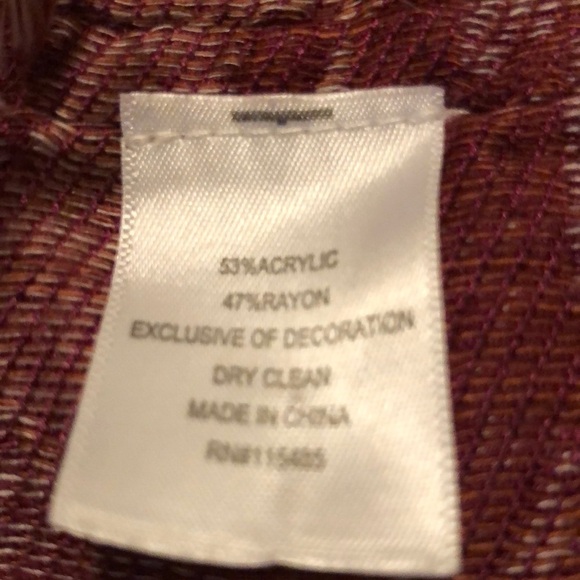 53%ACRYLIC
47%RAYON
EXCLUSIVE OF DECORATION
DRY CLEAN
MADE IN CHINA
RN#115485